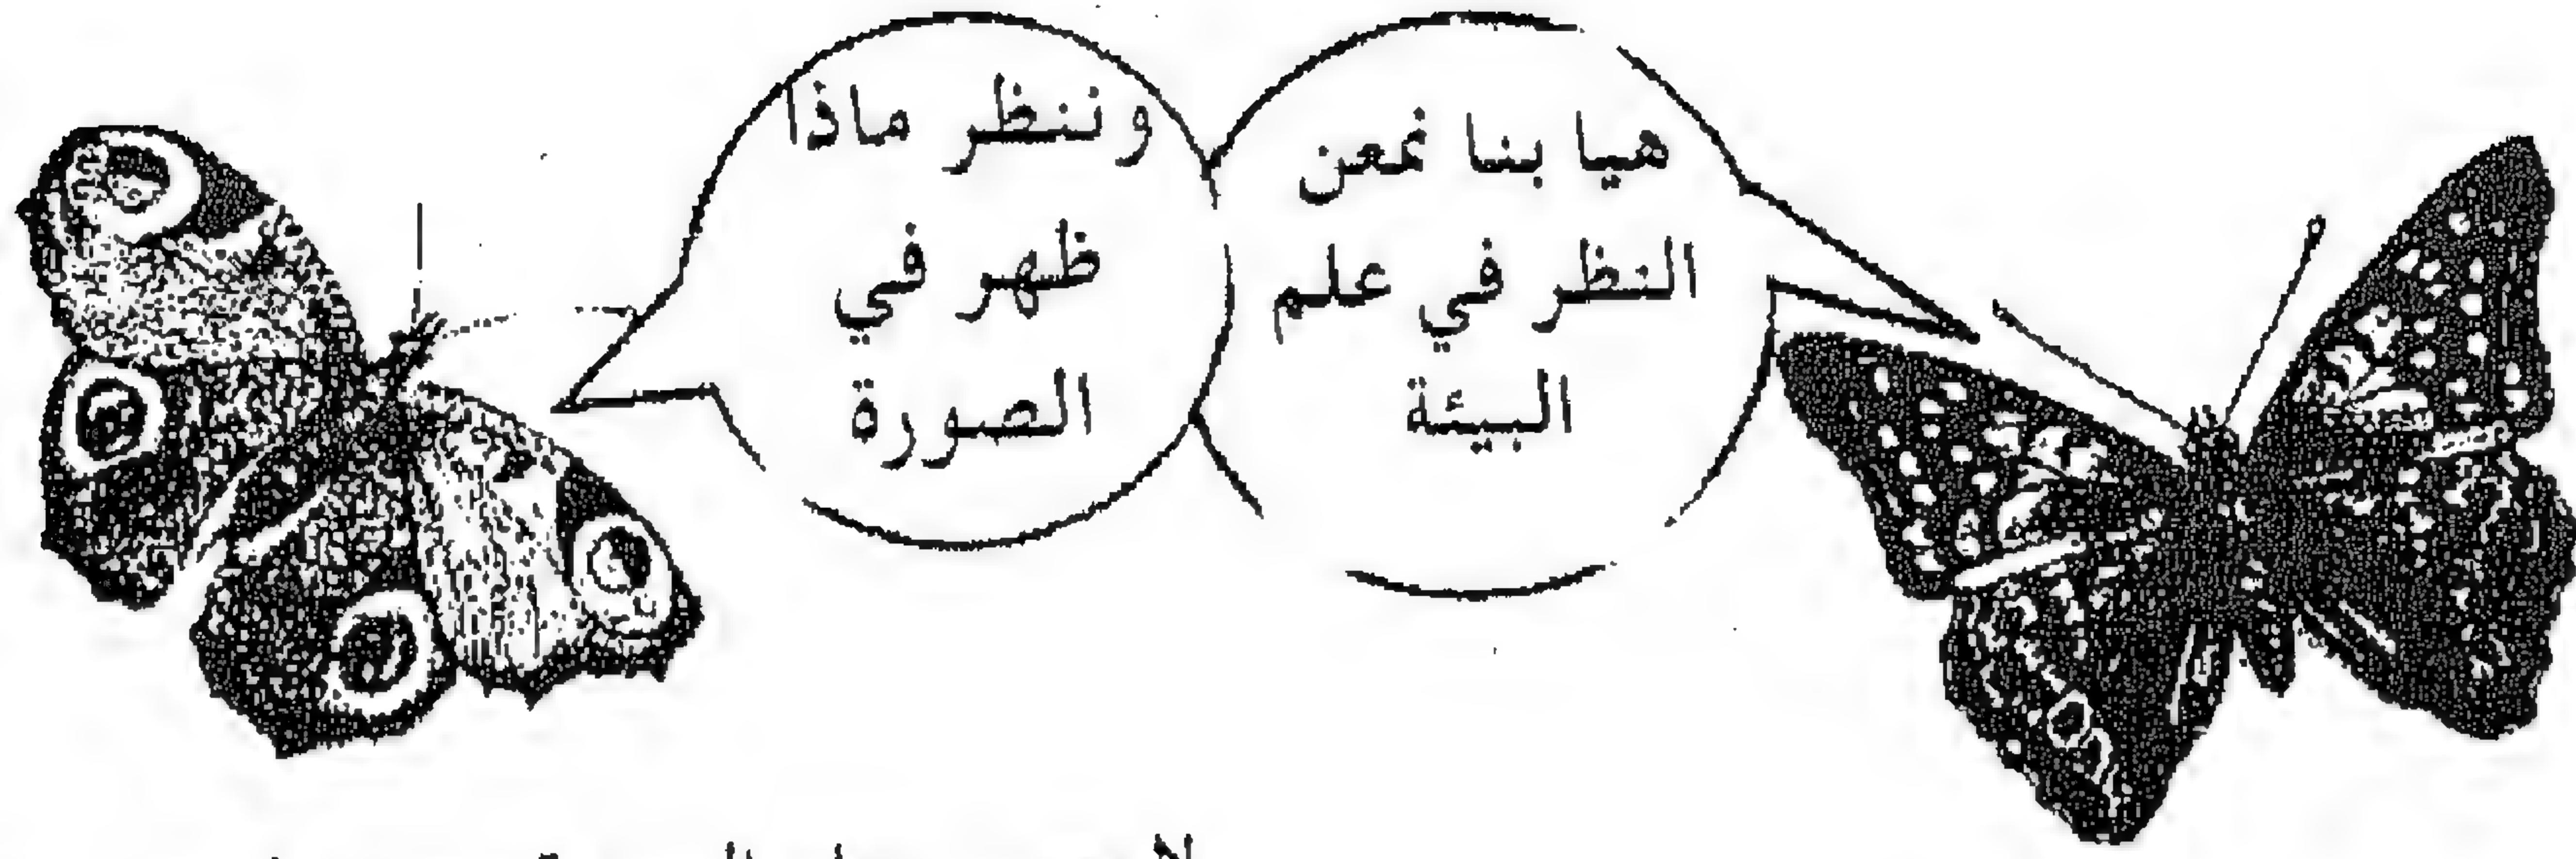 هيا بنا نمعن
النظر في علم
البيئة
وننظر ماذا
ظهر في
الصورة